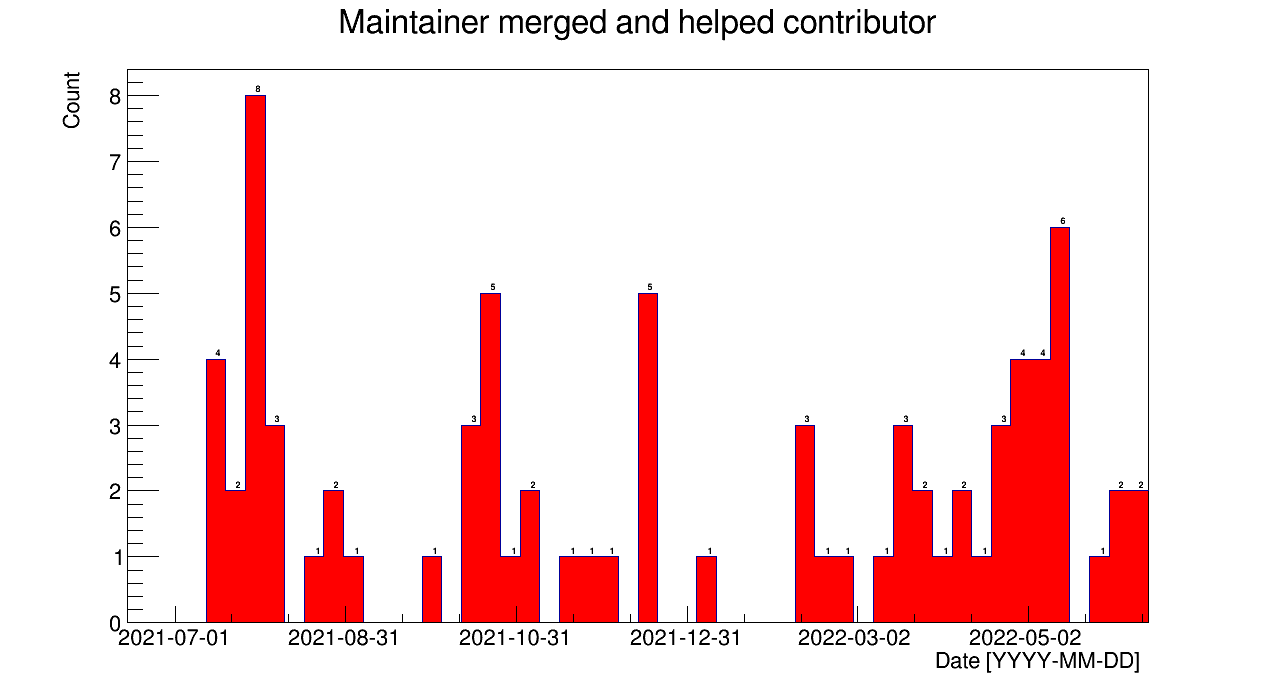 Maintainer merged and helped contributor
Count
8
7
6
5
4
3
2
1
0
4 2 8 3 1 2 1 1 3 5 1 2 1 1 1 5 1 3 1 1 1 3 2 1 2 1 3 4 4 6 1 2 2
2021-07-01 2021-08-31 2021-10-31 2021-12-31 2022-03-02 2022-05-02
Date [YYYY-MM-DD]